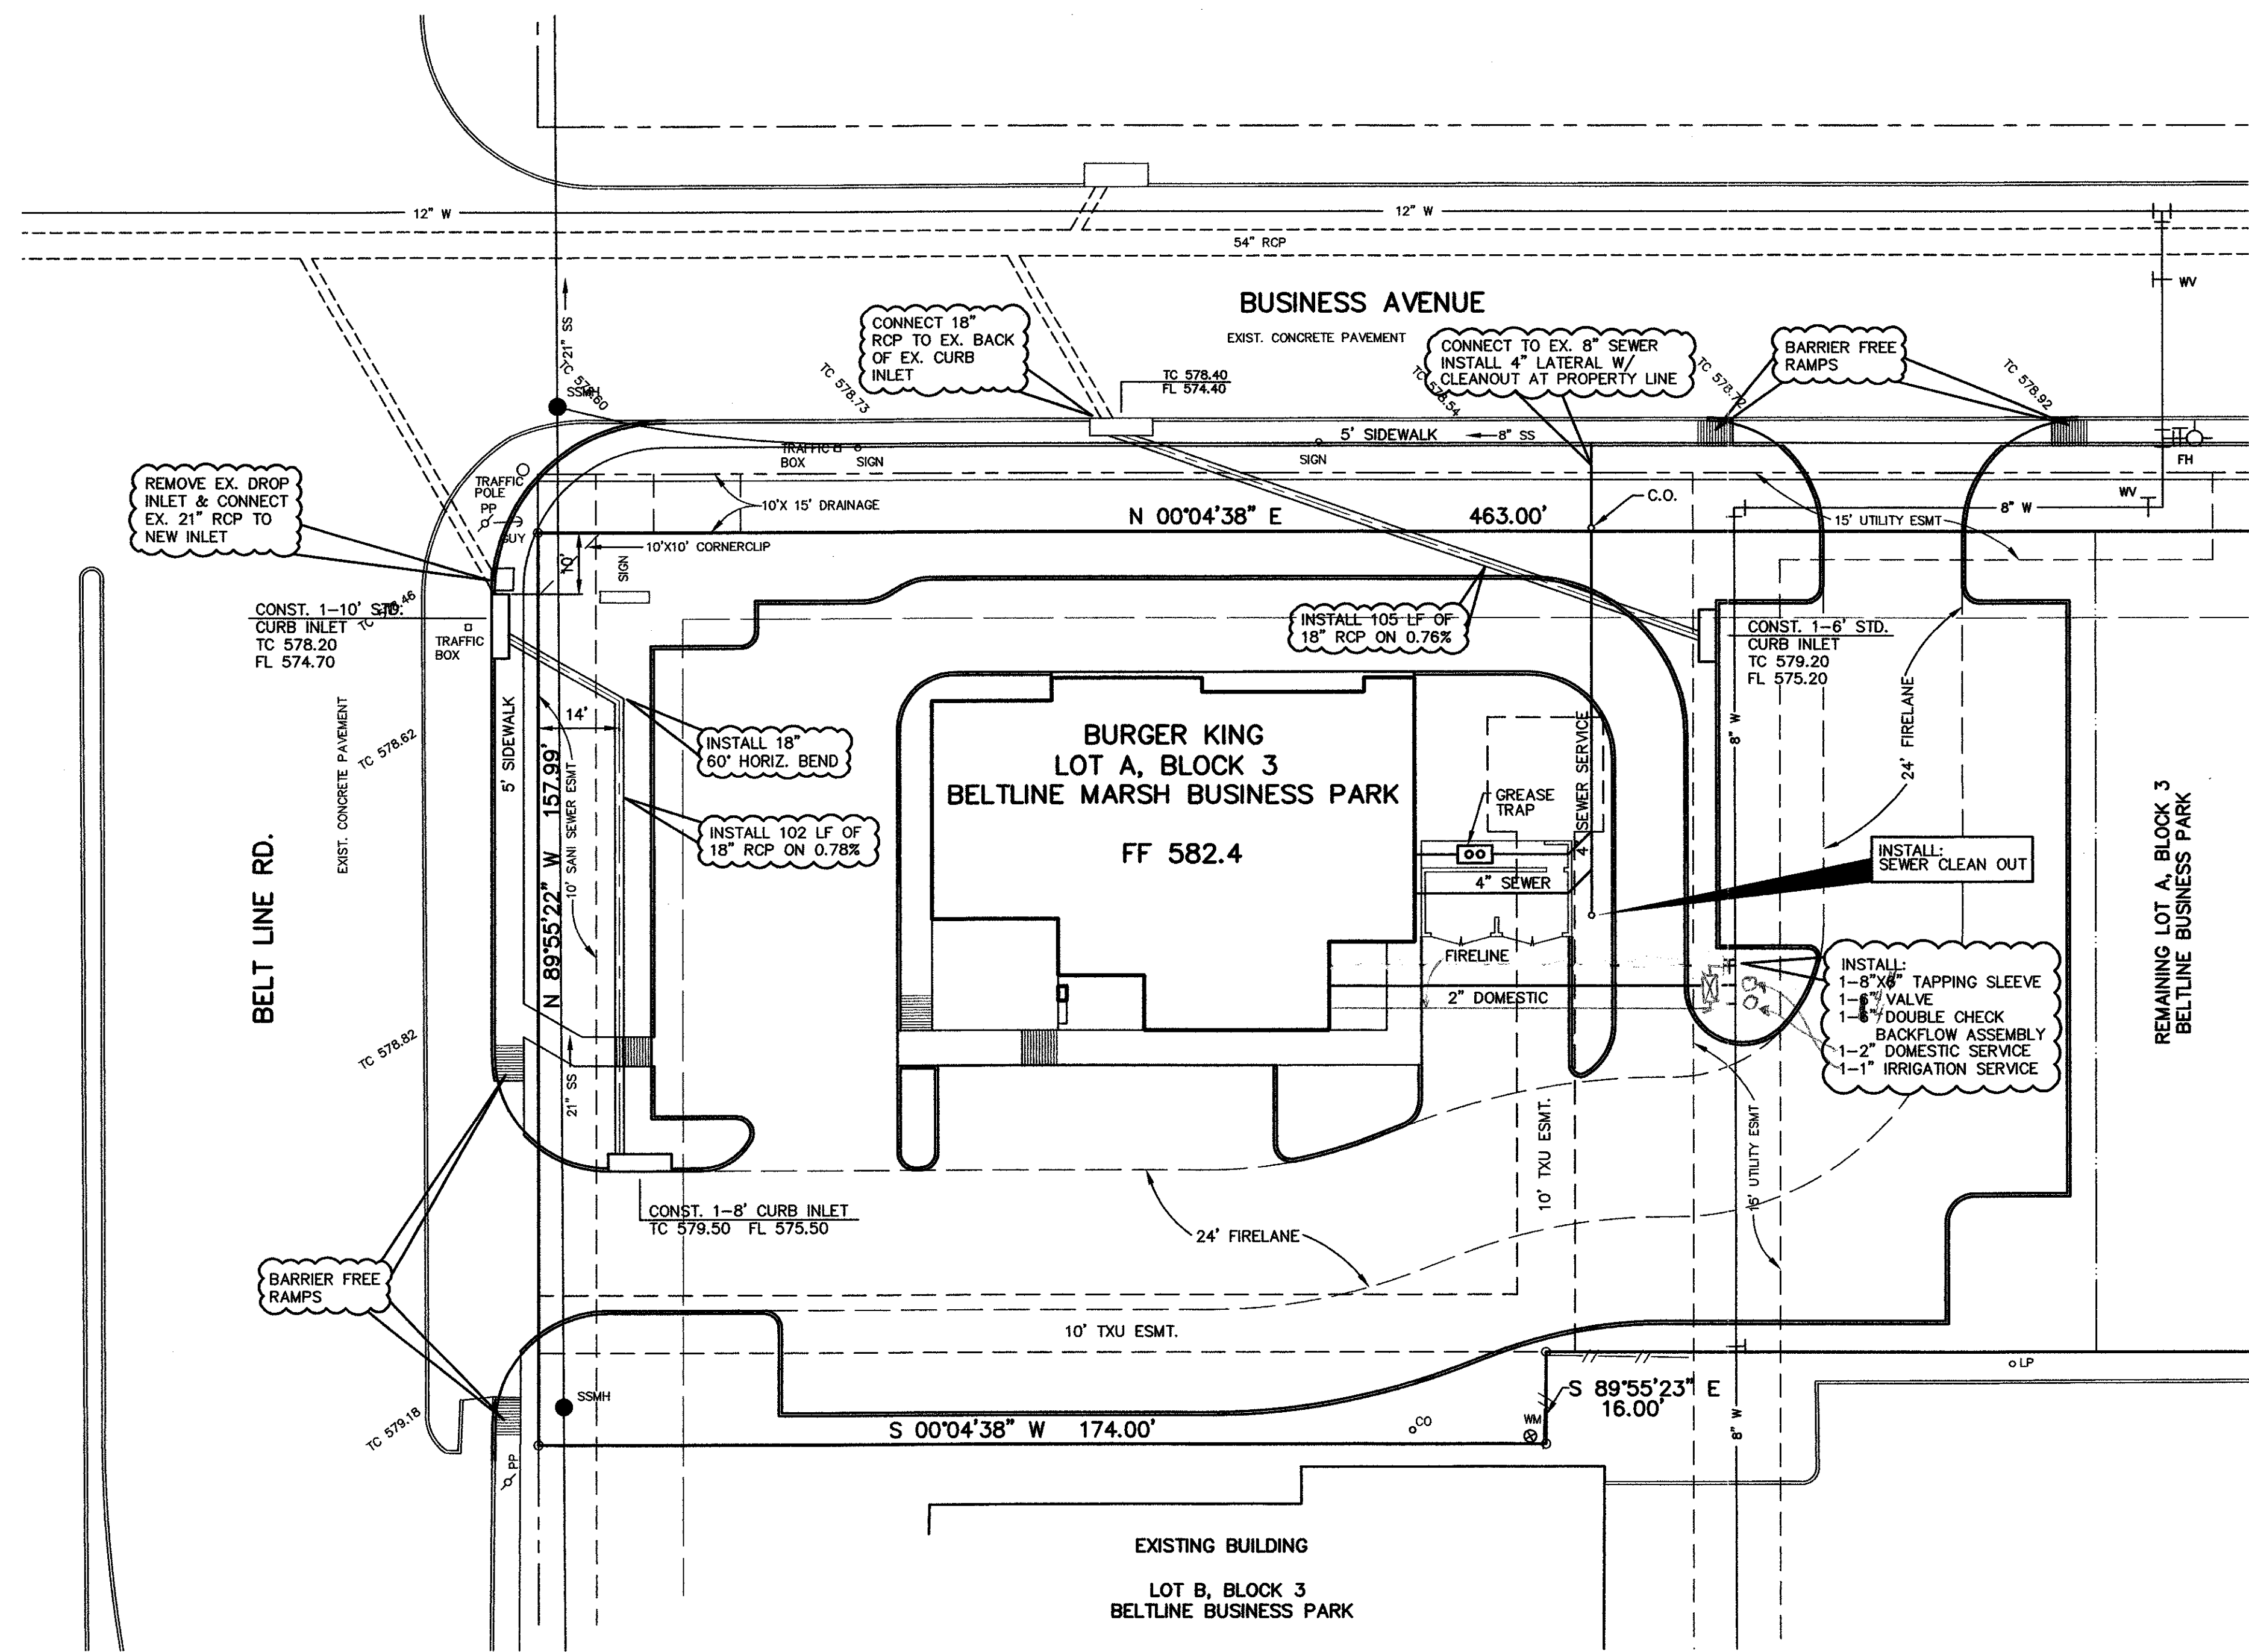 12" W
12" W
54" RCP
WV
BUSINESS AVENUE
EXIST. CONCRETE PAVEMENT
21" SS
CONNECT 18"
RCP TO EX. BACK
OF EX. CURB
INLET
CONNECT TO EX. 8" SEWER
INSTALL 4" LATERAL W/
CLEANOUT AT PROPERTY LINE
BARRIER FREE
RAMPS
TC 578.73
TC 578.40
FL 574.40
TC 578.72
TC 578.92
SSMH
5' SIDEWALK
8" SS
TRAFFIC
BOX
SIGN
SIGN
FH
REMOVE EX. DROP
INLET & CONNECT
EX. 21" RCP TO
NEW INLET
TRAFFIC
POLE
PP
GUY
10'X 15' DRAINAGE
C.O.
WV
N 00°04'38" E 463.00'
8" W
15' UTILITY ESMT
10'X10' CORNERCLIP
10'
SIGN
CONST. 1-10' STD.
CURB INLET
TC 578.20
FL 574.70
TRAFFIC
BOX
INSTALL 105 LF OF
18" RCP ON 0.76%
CONST. 1-6' STD.
CURB INLET
TC 579.20
FL 575.20
EXIST. CONCRETE PAVEMENT
TC 578.62
5' SIDEWALK
14'
N 89°55'22" W 157.99'
10' SANI SEWER ESMT
INSTALL 18"
60° HORIZ. BEND
INSTALL 102 LF OF
18" RCP ON 0.78%
BURGER KING
LOT A, BLOCK 3
BELTLINE MARSH BUSINESS PARK
FF 582.4
GREASE
TRAP
4" SEWER SERVICE
4" SEWER
8" W
24' FIRELANE
INSTALL:
SEWER CLEAN OUT
REMAINING LOT A, BLOCK 3
BELTLINE BUSINESS PARK
BELT LINE RD.
FIRELINE
2" DOMESTIC
INSTALL:
1-8"X6" TAPPING SLEEVE
1-6" VALVE
1-6" DOUBLE CHECK
BACKFLOW ASSEMBLY
1-2" DOMESTIC SERVICE
1-1" IRRIGATION SERVICE
TC 578.82
21" SS
10' TXU ESMT.
15' UTILITY ESMT
CONST. 1-8' CURB INLET
TC 579.50 FL 575.50
24' FIRELANE
BARRIER FREE
RAMPS
10' TXU ESMT.
LP
SSMH
TC 579.18
S 89°55'23" E
16.00'
CO
WM
S 00°04'38" W 174.00'
8" W
PP
EXISTING BUILDING
LOT B, BLOCK 3
BELTLINE BUSINESS PARK